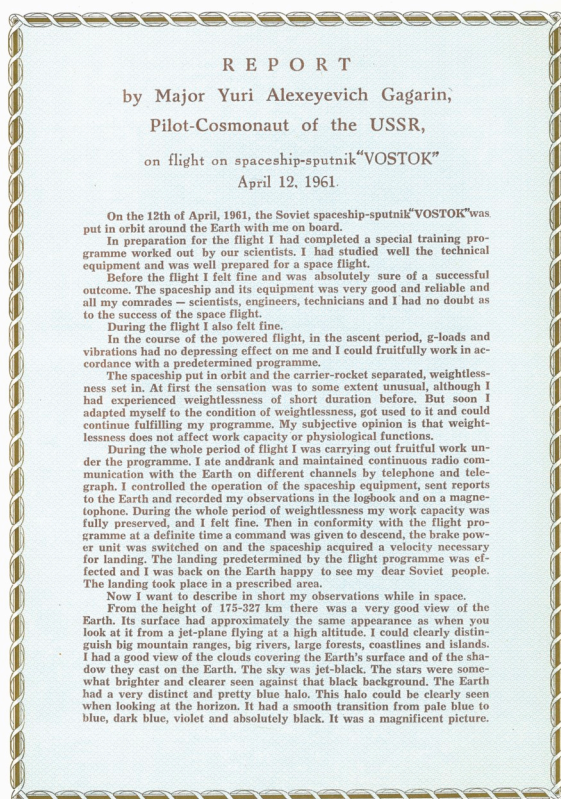 REPORT
by Major Yuri Alexeyevich Gagarin,
Pilot-Cosmonaut of the USSR,
on flight on spaceship-sputnik "VOSTOK"
April 12, 1961.
On the 12th of April, 1961, the Soviet spaceship-sputnik "VOSTOK" was
put in orbit around the Earth with me on board.
In preparation for the flight I had completed a special training pro-
gramme worked out by our scientists. I had studied well the technical
equipment and was well prepared for a space flight.
Before the flight I felt fine and was absolutely sure of a successful
outcome. The spaceship and its equipment was very good and reliable and
all my comrades — scientists, engineers, technicians and I had no doubt as
to the success of the space flight.
During the flight I also felt fine.
In the course of the powered flight, in the ascent period, g-loads and
vibrations had no depressing effect on me and I could fruitfully work in ac-
cordance with a predetermined programme.
The spaceship put in orbit and the carrier-rocket separated, weightless-
ness set in. At first the sensation was to some extent unusual, although I
had experienced weightlessness of short duration before. But soon I
adapted myself to the condition of weightlessness, got used to it and could
continue fulfilling my programme. My subjective opinion is that weight-
lessness does not affect work capacity or physiological functions.
During the whole period of flight I was carrying out fruitful work un-
der the programme. I ate anddrank and maintained continuous radio com-
munication with the Earth on different channels by telephone and tele-
graph. I controlled the operation of the spaceship equipment, sent reports
to the Earth and recorded my observations in the logbook and on a magne-
tophone. During the whole period of weightlessness my work capacity was
fully preserved, and I felt fine. Then in conformity with the flight pro-
gramme at a definite time a command was given to descend, the brake pow-
er unit was switched on and the spaceship acquired a velocity necessary
for landing. The landing predetermined by the flight programme was ef-
fected and I was back on the Earth happy to see my dear Soviet people.
The landing took place in a prescribed area.
Now I want to describe in short my observations while in space.
From the height of 175-327 km there was a very good view of the
Earth. Its surface had approximately the same appearance as when you
look at it from a jet-plane flying at a high altitude. I could clearly distin-
guish big mountain ranges, big rivers, large forests, coastlines and islands.
I had a good view of the clouds covering the Earth's surface and of the sha-
dow they cast on the Earth. The sky was jet-black. The stars were some-
what brighter and clearer seen against that black background. The Earth
had a very distinct and pretty blue halo. This halo could be clearly seen
when looking at the horizon. It had a smooth transition from pale blue to
blue, dark blue, violet and absolutely black. It was a magnificent picture.